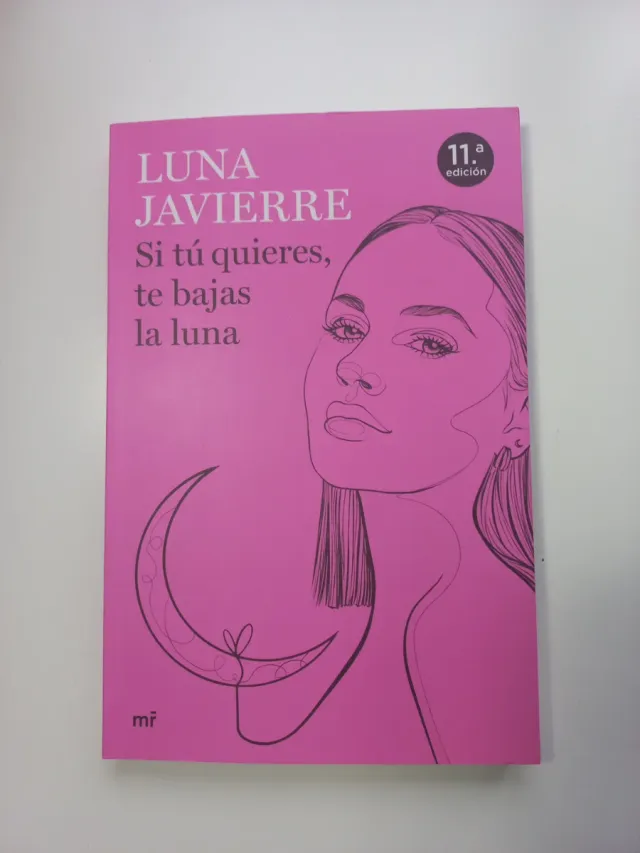 LUNA
JAVIERRE
Si tú quieres,
te bajas
la luna
11.ª
edición
mr̄